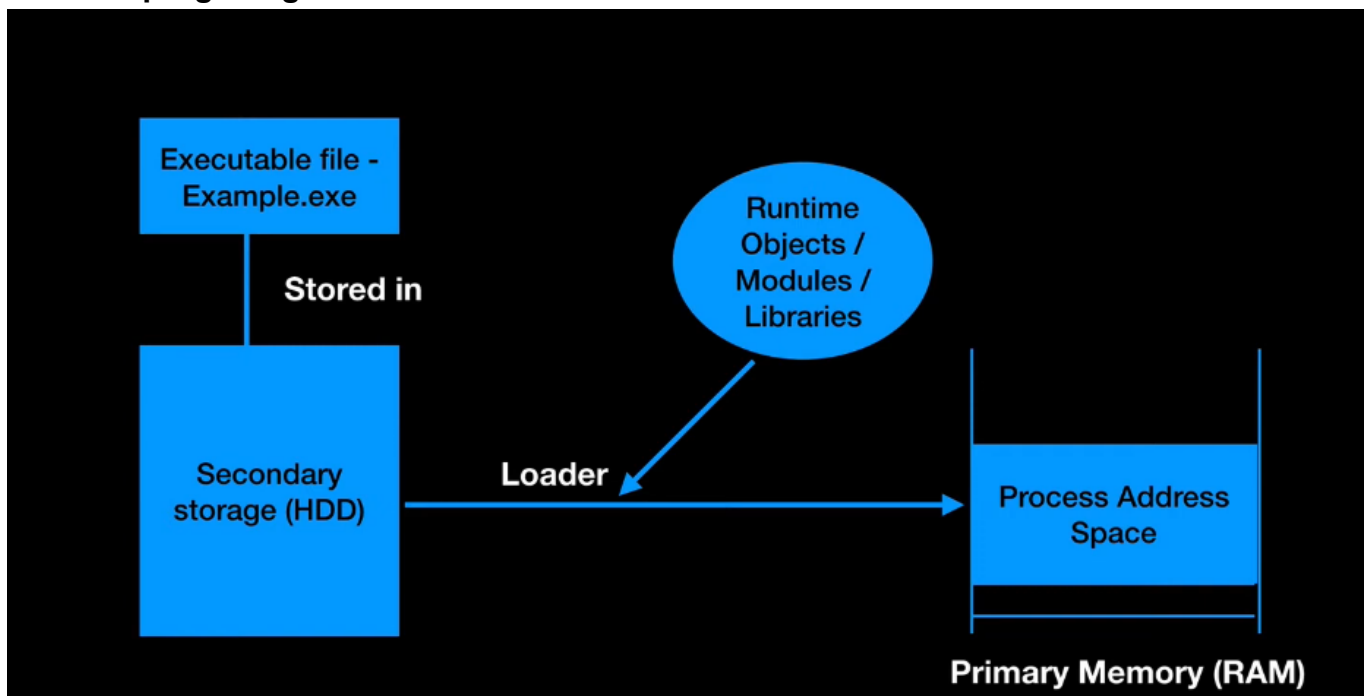 Executable file -
Example.exe
Stored in
Runtime
Objects /
Modules /
Libraries
Secondary
storage (HDD)
Loader
Process Address
Space
Primary Memory (RAM)